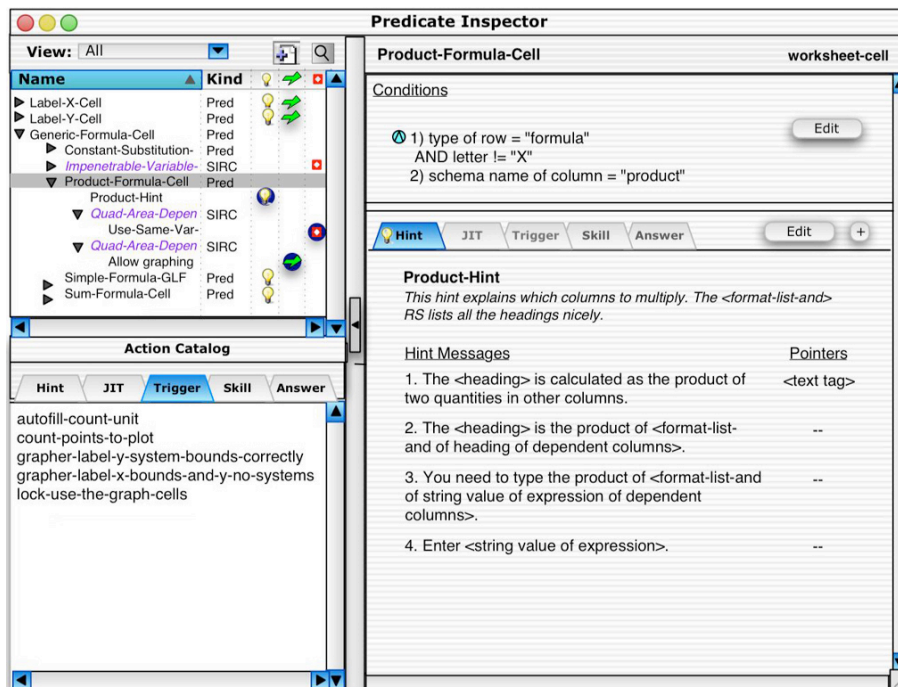 Predicate Inspector
View: All
Name Kind
Label-X-Cell Pred
Label-Y-Cell Pred
Generic-Formula-Cell Pred
Constant-Substitution- Pred
Impenetrable-Variable- SIRC
Product-Formula-Cell Pred
Product-Hint
Quad-Area-Depen SIRC
Use-Same-Var-
Quad-Area-Depen SIRC
Allow graphing
Simple-Formula-GLF Pred
Sum-Formula-Cell Pred
Action Catalog
Hint JIT Trigger Skill Answer
autofill-count-unit
count-points-to-plot
grapher-label-y-system-bounds-correctly
grapher-label-x-bounds-and-y-no-systems
lock-use-the-graph-cells
Product-Formula-Cell worksheet-cell
Conditions
Edit
1) type of row = "formula"
AND letter != "X"
2) schema name of column = "product"
Hint JIT Trigger Skill Answer Edit +
Product-Hint
This hint explains which columns to multiply. The <format-list-and>
RS lists all the headings nicely.
Hint Messages Pointers
1. The <heading> is calculated as the product of <text tag>
two quantities in other columns.
2. The <heading> is the product of <format-list- --
and of heading of dependent columns>.
3. You need to type the product of <format-list-and --
of string value of expression of dependent
columns>.
4. Enter <string value of expression>. --